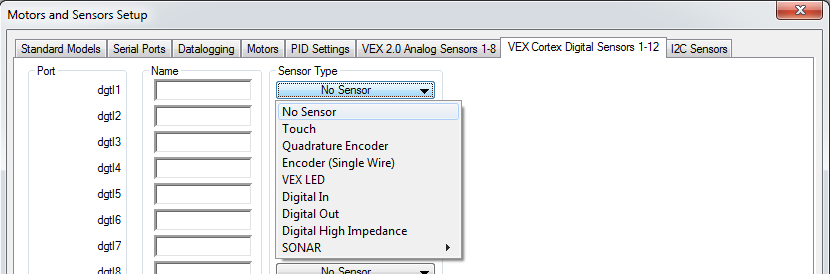 Motors and Sensors Setup
Standard Models Serial Ports Datalogging Motors PID Settings VEX 2.0 Analog Sensors 1-8 VEX Cortex Digital Sensors 1-12 I2C Sensors
Port Name Sensor Type
dgtl1 No Sensor
No Sensor
dgtl2
Touch
dgtl3 Quadrature Encoder
dgtl4 Encoder (Single Wire)
VEX LED
dgtl5 Digital In
dgtl6 Digital Out
Digital High Impedance
dgtl7 SONAR
dgtl8 No Sensor